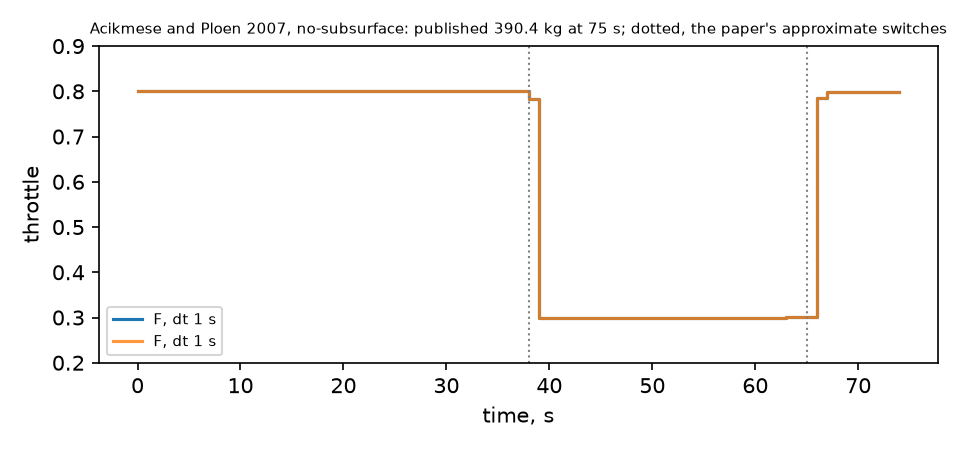 Acikmese and Ploen 2007, no-subsurface: published 390.4 kg at 75 s; dotted, the paper's approximate switches
0.9
0.8
0.7
0.6
0.5
0.4
0.3
0.2
throttle
F, dt 1 s
F, dt 1 s
0 10 20 30 40 50 60 70
time, s